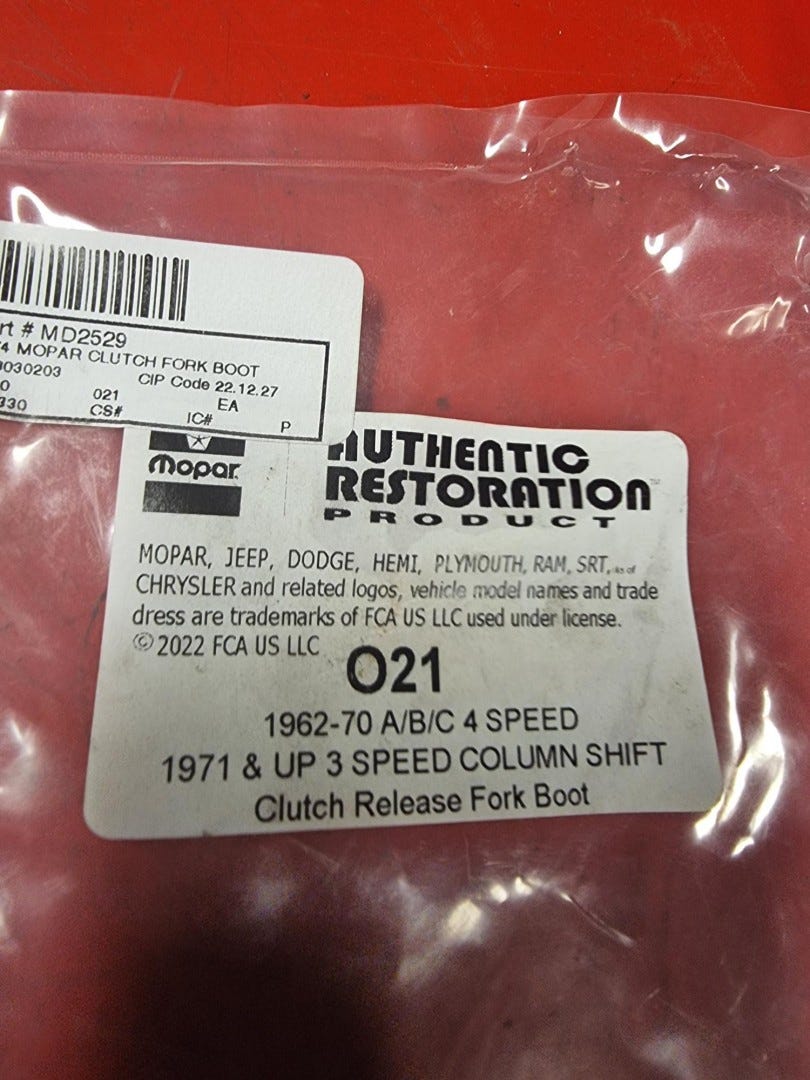 rt # MD2529
4 MOPAR CLUTCH FORK BOOT
030203
CIP Code 22.12.27
0
021
EA
330
CS#
IC#
P
Mopar
AUTHENTIC
RESTORATION™
PRODUCT
MOPAR, JEEP, DODGE, HEMI, PLYMOUTH, RAM, SRT,
CHRYSLER and related logos, vehicle model names and trade
dress are trademarks of FCA US LLC used under license.
©2022 FCA US LLC
O21
1962-70 A/B/C 4 SPEED
1971 & UP 3 SPEED COLUMN SHIFT
Clutch Release Fork Boot